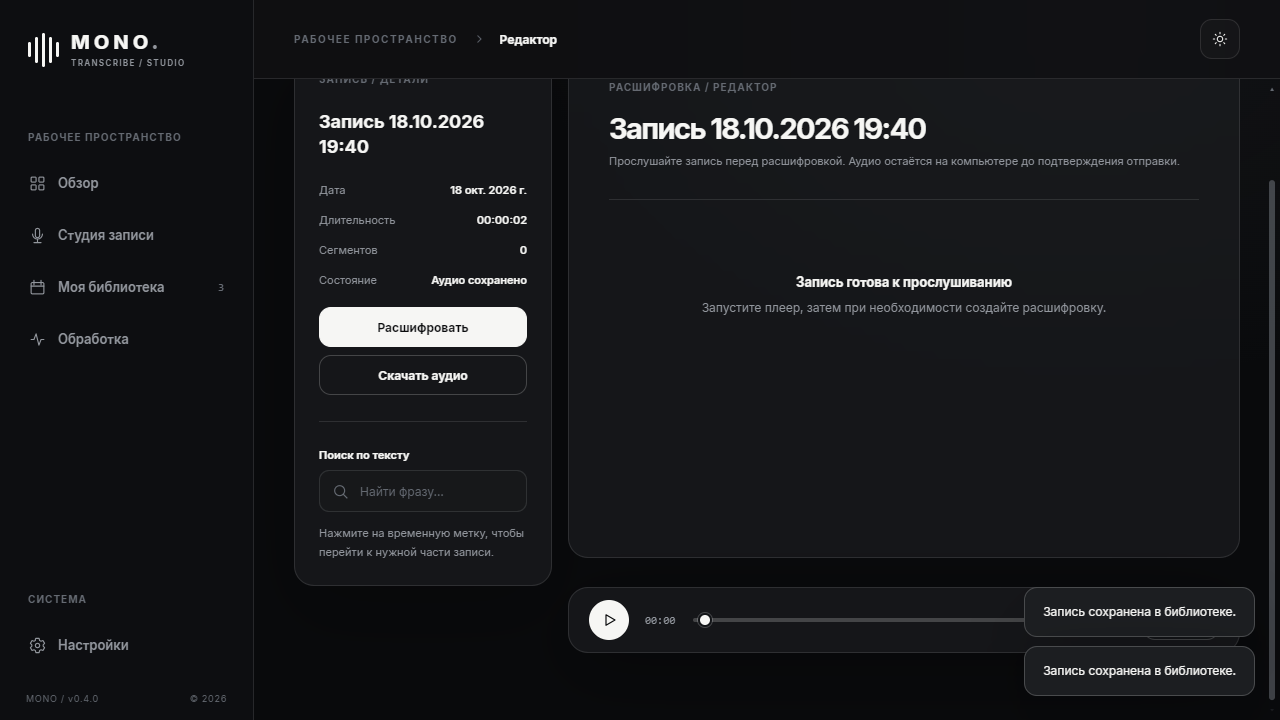 MONO.
TRANSCRIBE / STUDIO
РАБОЧЕЕ ПРОСТРАНСТВО
Обзор
Студия записи
Моя библиотека 3
Обработка
СИСТЕМА
Настройки
MONO / v0.4.0 © 2026
РАБОЧЕЕ ПРОСТРАНСТВО > Редактор
ЗАПИСЬ / ДЕТАЛИ
Запись 18.10.2026
19:40
Дата 18 окт. 2026 г.
Длительность 00:00:02
Сегментов 0
Состояние Аудио сохранено
Расшифровать
Скачать аудио
Поиск по тексту
Найти фразу...
Нажмите на временную метку, чтобы
перейти к нужной части записи.
РАСШИФРОВКА / РЕДАКТОР
Запись 18.10.2026 19:40
Прослушайте запись перед расшифровкой. Аудио остаётся на компьютере до подтверждения отправки.
Запись готова к прослушиванию
Запустите плеер, затем при необходимости создайте расшифровку.
00:00
Запись сохранена в библиотеке.
Запись сохранена в библиотеке.